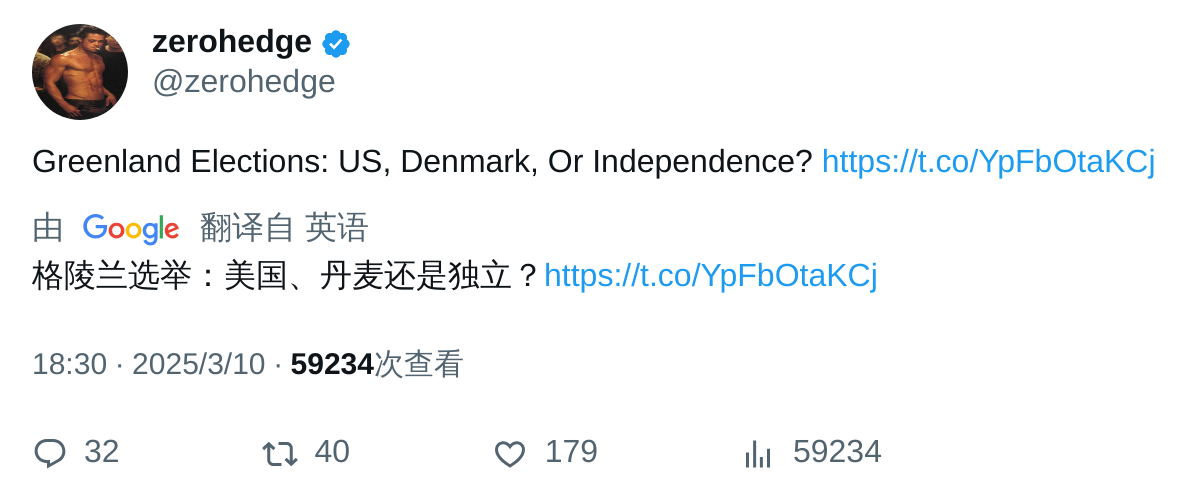 zerohedge
@zerohedge
Greenland Elections: US, Denmark, Or Independence? https://t.co/YpFbOtaKCj
由 Google 翻译自 英语
格陵兰选举：美国、丹麦还是独立？https://t.co/YpFbOtaKCj
18:30 · 2025/3/10 · 59234次查看
32 40 179 59234